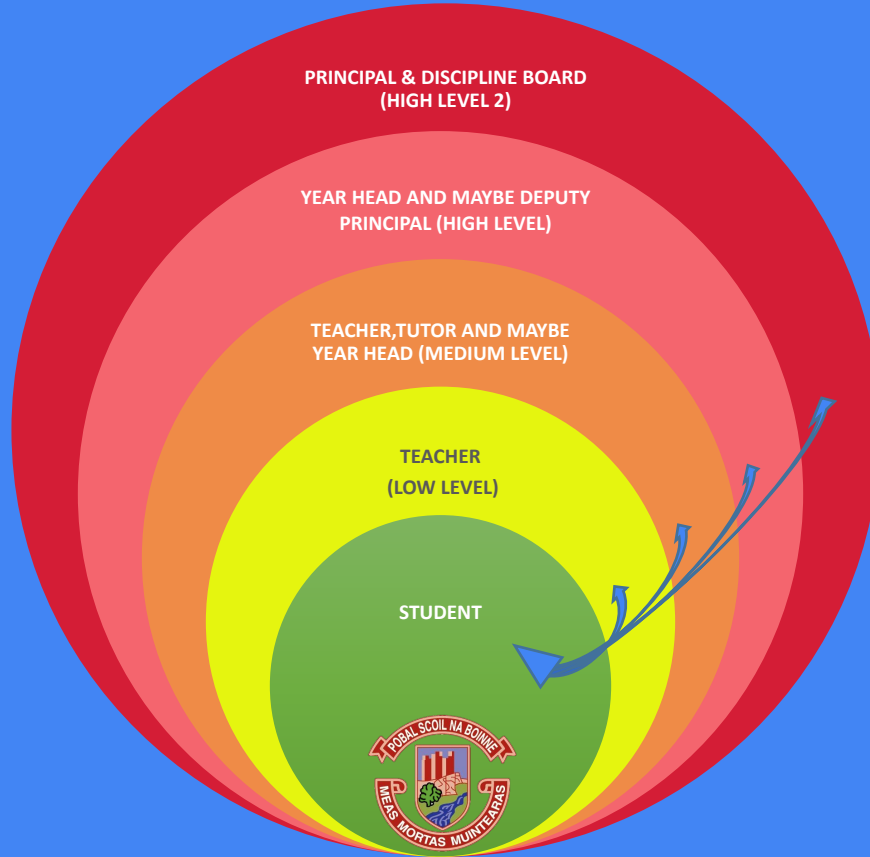 PRINCIPAL & DISCIPLINE BOARD
(HIGH LEVEL 2)
YEAR HEAD AND MAYBE DEPUTY
PRINCIPAL (HIGH LEVEL)
TEACHER,TUTOR AND MAYBE
YEAR HEAD (MEDIUM LEVEL)
TEACHER
(LOW LEVEL)
STUDENT
POBAL SCOIL NA BOINNE
MEAS MORTAS MUINTEARAS